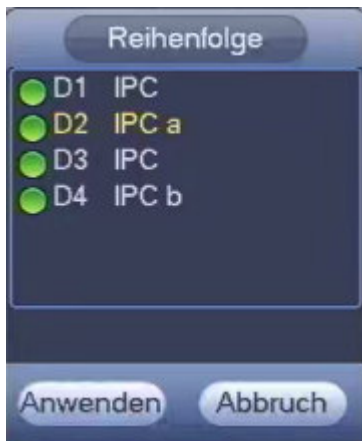 Reihenfolge
D1 IPC
D2 IPC a
D3 IPC
D4 IPC b
Anwenden Abbruch